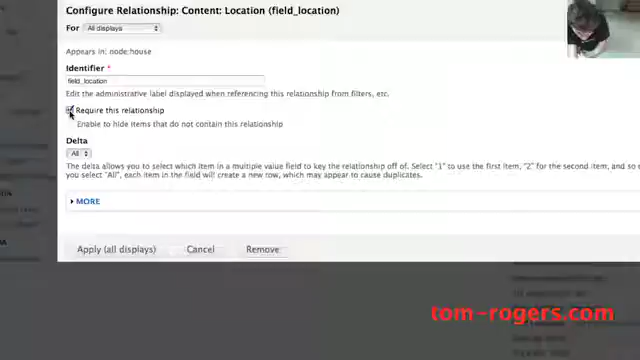 Configure Relationship: Content: Location (field_location)
For All displays
Appears in: node:house
Identifier *
field_location
Edit the administrative label displayed when referencing this relationship from filters, etc.
Require this relationship
Enable to hide items that do not contain this relationship
Delta
All
The delta allows you to select which item in a multiple value field to key the relationship off of. Select "1" to use the first item, "2" for the second item, and so
you select "All", each item in the field will create a new row, which may appear to cause duplicates.
MORE
Apply (all displays) Cancel Remove
tom-rogers.com